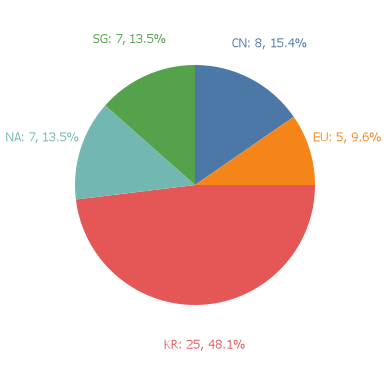 SG: 7, 13.5%
CN: 8, 15.4%
NA: 7, 13.5%
EU: 5, 9.6%
KR: 25, 48.1%